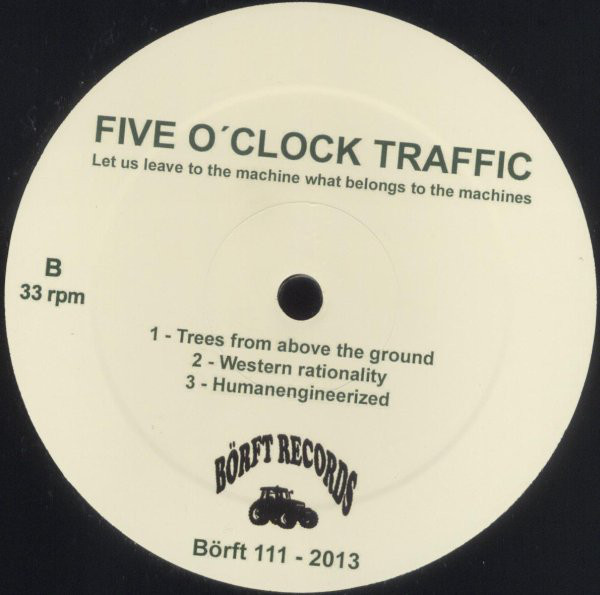 FIVE O´CLOCK TRAFFIC
Let us leave to the machine what belongs to the machines
B
33 rpm
1 - Trees from above the ground
2 - Western rationality
3 - Humanengineerized
BÖRFT RECORDS
Börft 111 - 2013